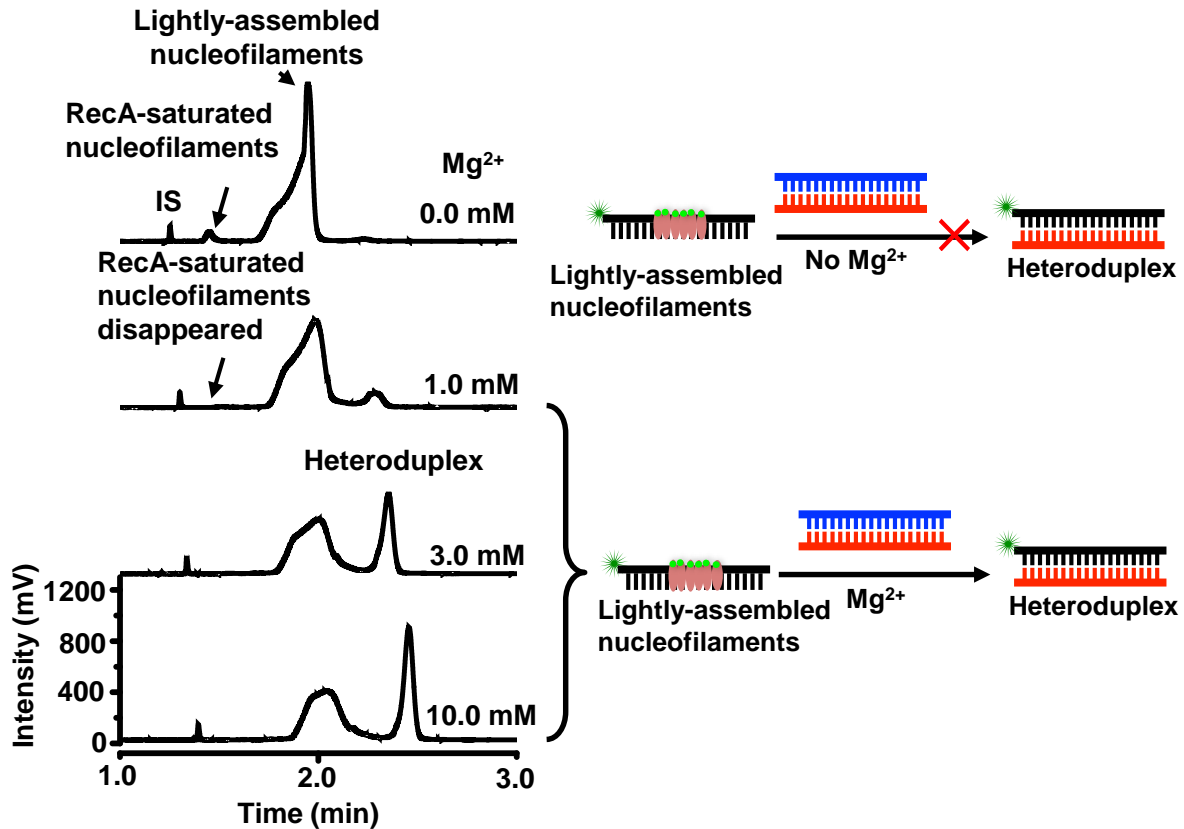 Lightly-assembled
nucleofilaments
RecA-saturated
nucleofilaments
IS
Mg²⁺
0.0 mM
RecA-saturated
nucleofilaments
disappeared
1.0 mM
Heteroduplex
3.0 mM
10.0 mM
Intensity (mV)
1200
800
400
0
1.0
2.0
3.0
Time (min)
Lightly-assembled
nucleofilaments
No Mg²⁺
Heteroduplex
Lightly-assembled
nucleofilaments
Mg²⁺
Heteroduplex